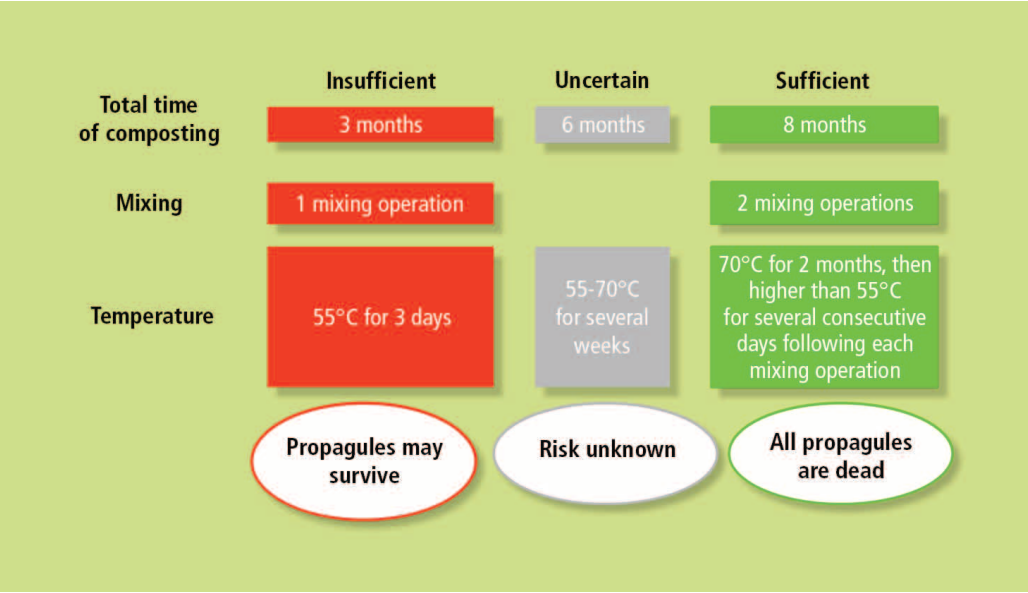 Insufficient
Uncertain
Sufficient
Total time
of composting
3 months
6 months
8 months
Mixing
1 mixing operation
2 mixing operations
Temperature
55°C for 3 days
55-70°C
for several
weeks
70°C for 2 months, then
higher than 55°C
for several consecutive
days following each
mixing operation
Propagules may
survive
Risk unknown
All propagules
are dead